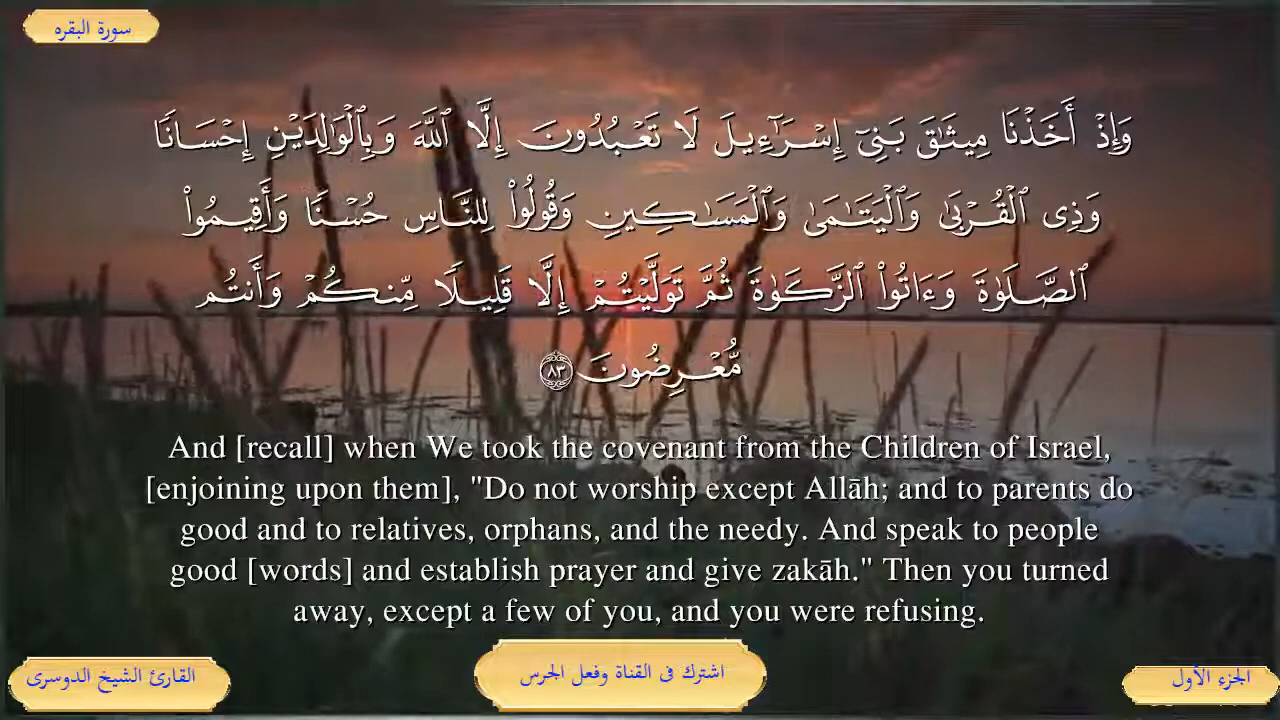 سورة البقره
وَإِذْ أَخَذْنَا مِيثَٰقَ بَنِىٓ إِسْرَٰٓءِيلَ لَا تَعْبُدُونَ إِلَّا ٱللَّهَ وَبِٱلْوَٰلِدَيْنِ إِحْسَانًا
وَذِى ٱلْقُرْبَىٰ وَٱلْيَتَٰمَىٰ وَٱلْمَسَٰكِينِ وَقُولُوا۟ لِلنَّاسِ حُسْنًا وَأَقِيمُوا۟
ٱلصَّلَوٰةَ وَءَاتُوا۟ ٱلزَّكَوٰةَ ثُمَّ تَوَلَّيْتُمْ إِلَّا قَلِيلًا مِّنكُمْ وَأَنتُم
مُّعْرِضُونَ ٨٣
And [recall] when We took the covenant from the Children of Israel,
[enjoining upon them], "Do not worship except Allāh; and to parents do
good and to relatives, orphans, and the needy. And speak to people
good [words] and establish prayer and give zakāh." Then you turned
away, except a few of you, and you were refusing.
الجزء الأول
اشترك فى القناة وفعل الجرس
القارئ الشيخ الدوسرى